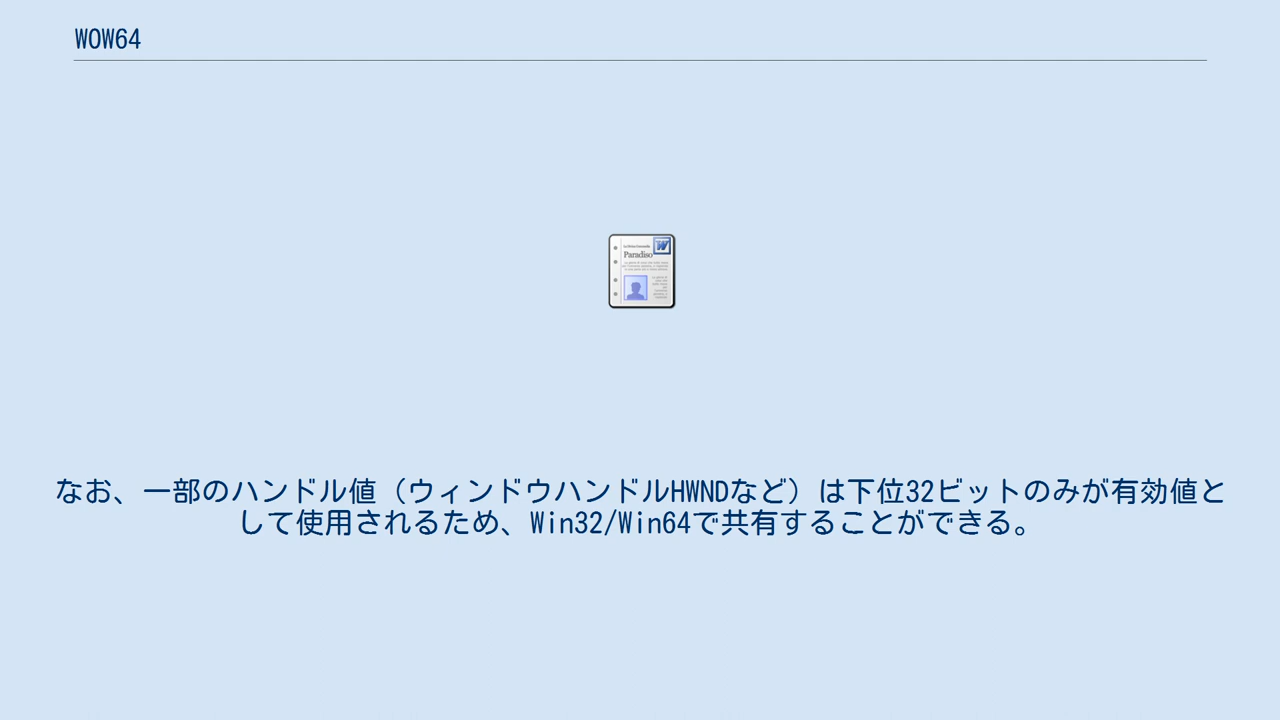 WOW64
Paradiso
W
なお、一部のハンドル値（ウィンドウハンドルHWNDなど）は下位32ビットのみが有効値と
して使用されるため、Win32/Win64で共有することができる。